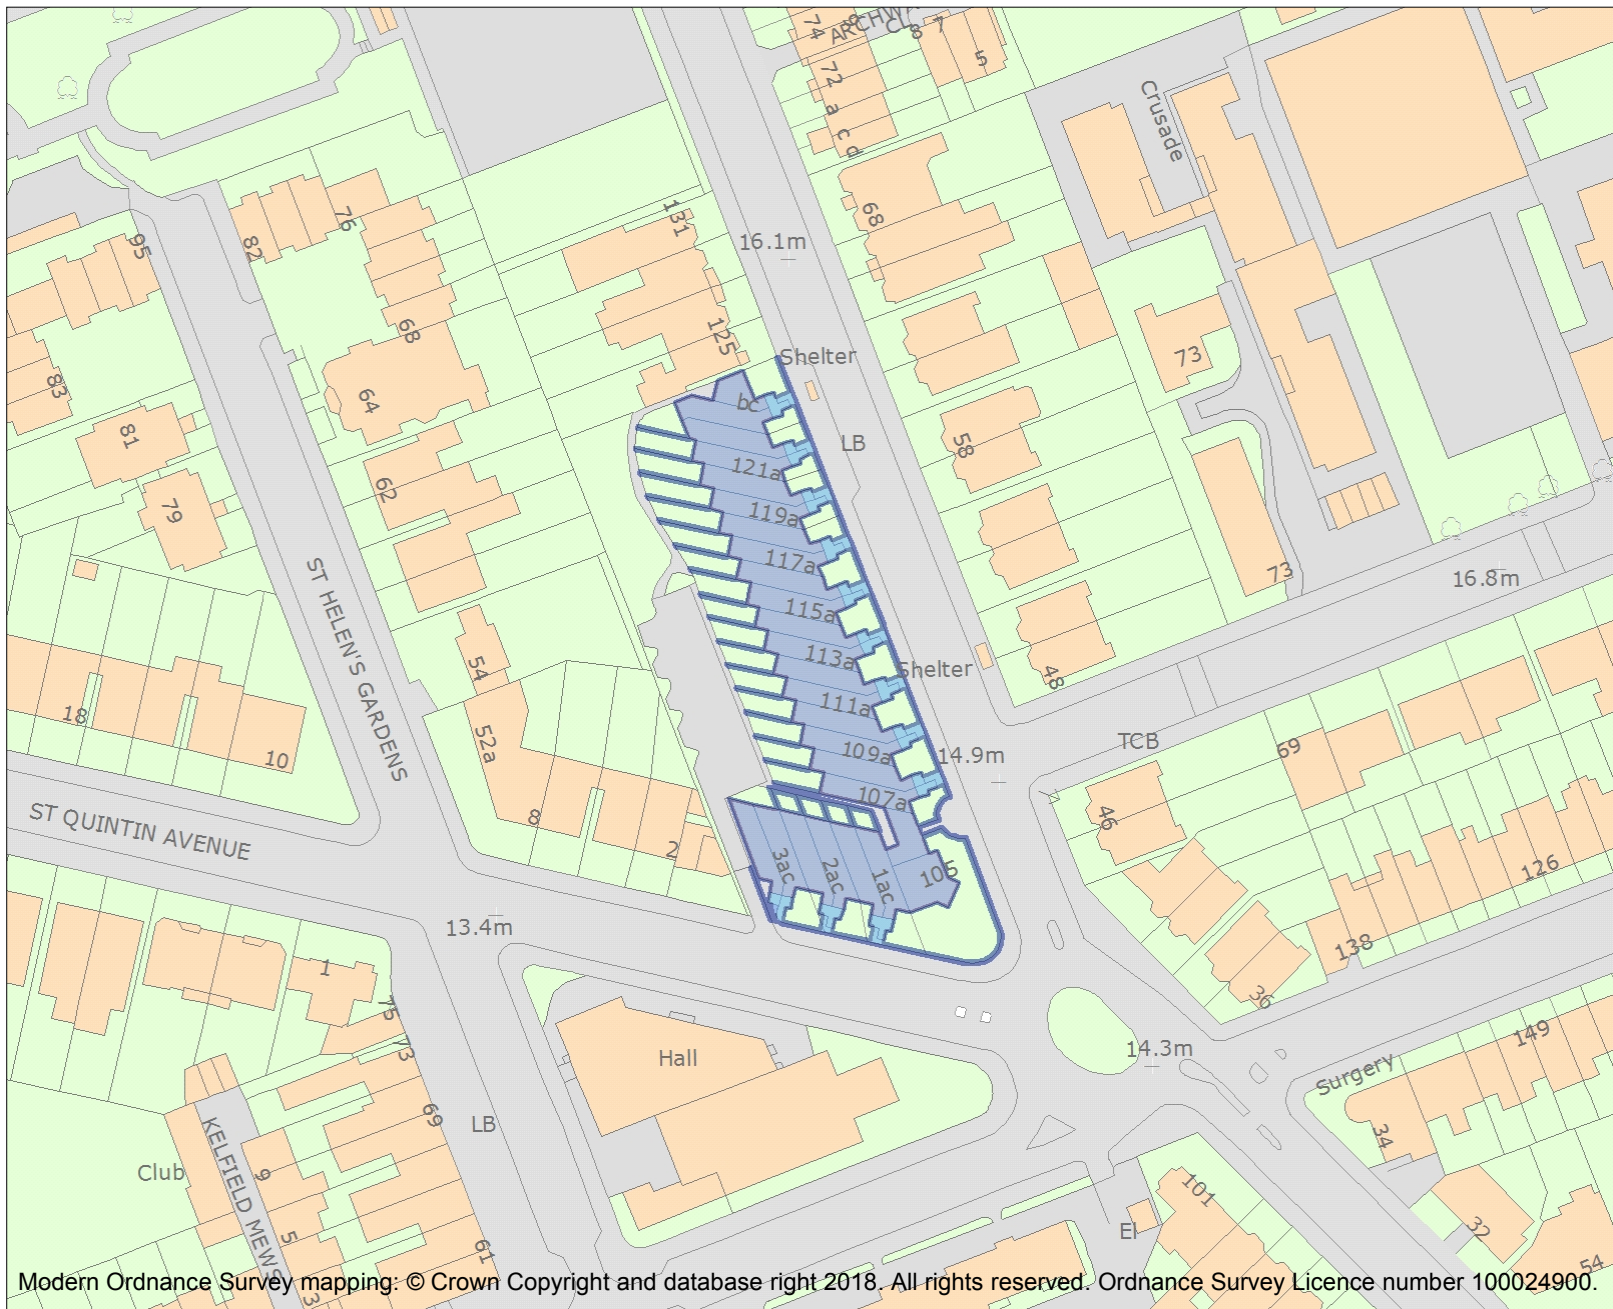 74
ARCHWA
CL
8
7
5
72
a
c
d
Crusade
68
131
76
82
95
16.1m
68
125
Shelter
73
83
64
bc
81
LB
58
121a
62
79
119a
117a
73
16.8m
ST HELEN'S GARDENS
115a
113a
Shelter
48
54
111a
18
52a
109a
14.9m
TCB
69
10
107a
ST QUINTIN AVENUE
8
2
46
3ac
2ac
1ac
105
126
13.4m
138
1
75
36
73
Hall
14.3m
149
Surgery
69
LB
34
KELFIELD MEWS
Club
9
101
5
61
El
32
54
3
Modern Ordnance Survey mapping: © Crown Copyright and database right 2018. All rights reserved. Ordnance Survey Licence number 100024900.